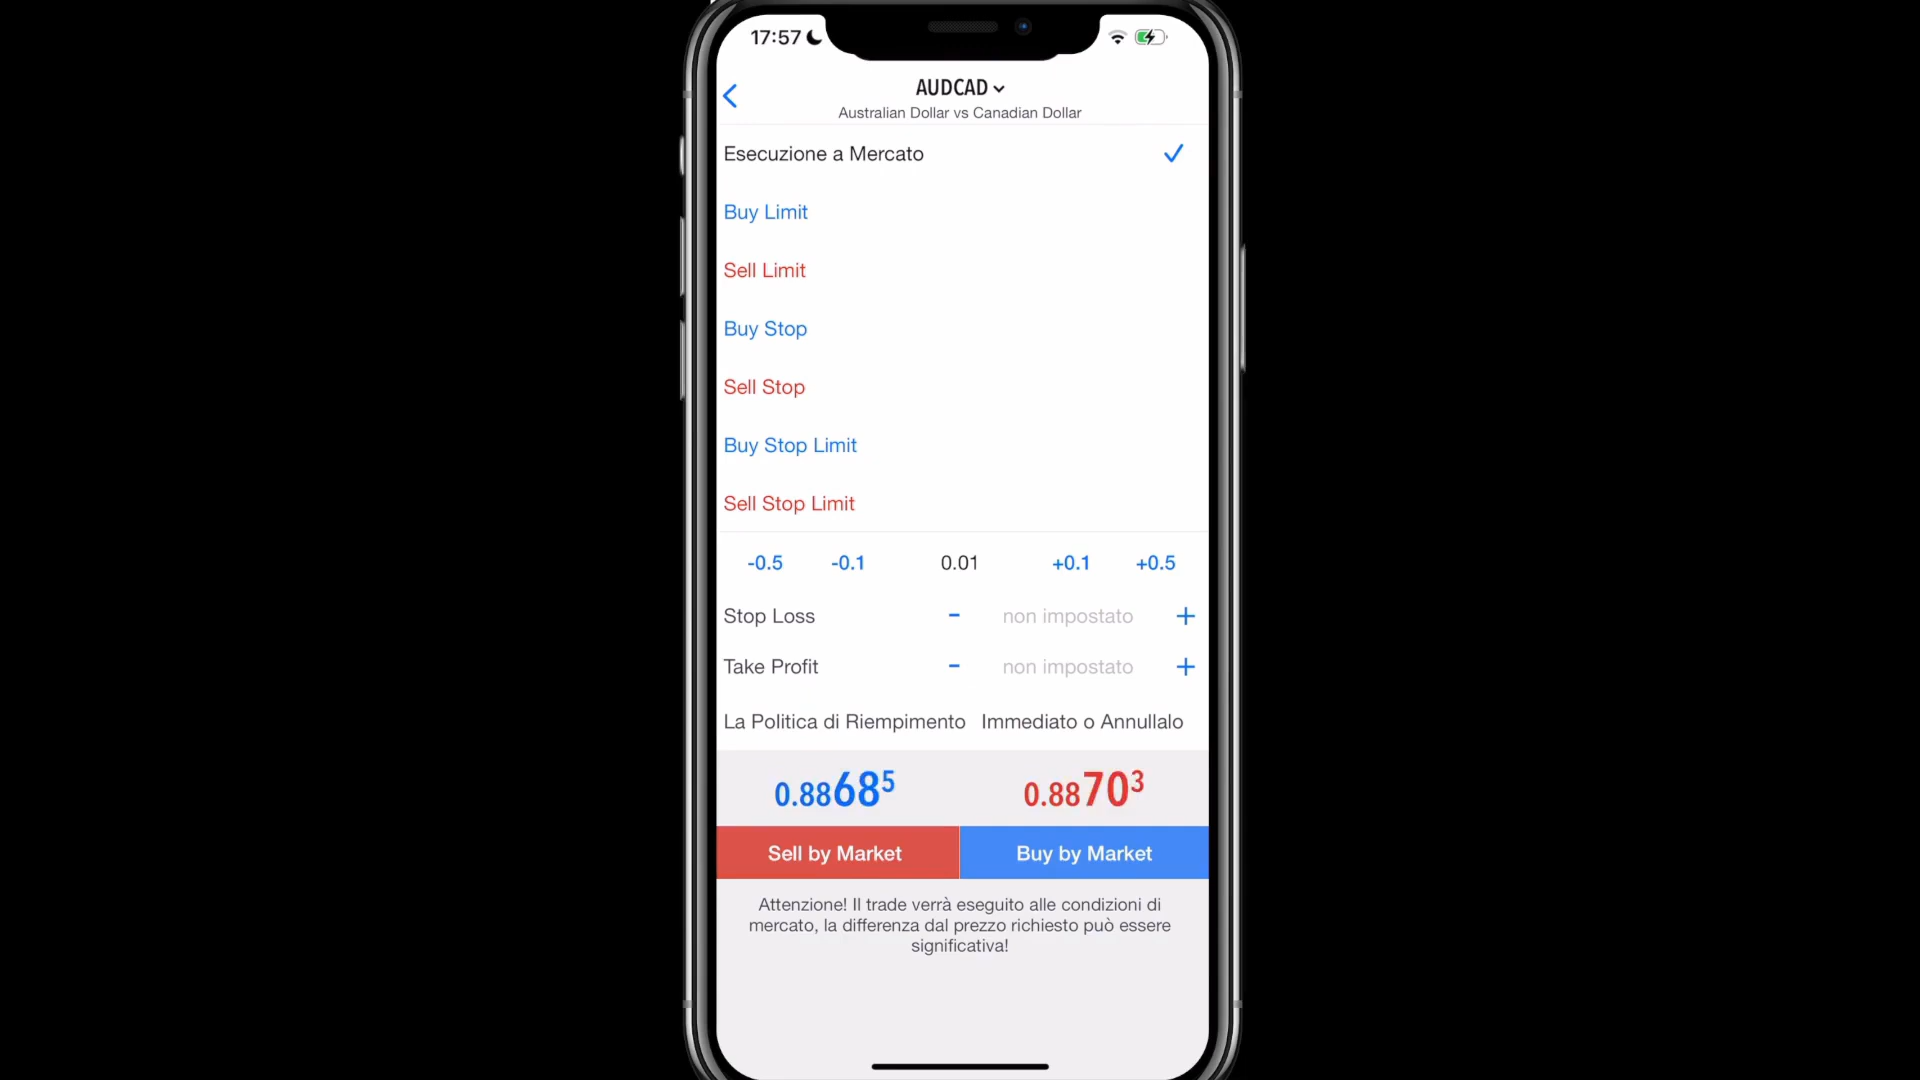 17:57
AUDCAD
Australian Dollar vs Canadian Dollar
Esecuzione a Mercato
Buy Limit
Sell Limit
Buy Stop
Sell Stop
Buy Stop Limit
Sell Stop Limit
-0.5 -0.1 0.01 +0.1 +0.5
Stop Loss - non impostato +
Take Profit - non impostato +
La Politica di Riempimento Immediato o Annullalo
0.88685 0.88703
Sell by Market Buy by Market
Attenzione! Il trade verrà eseguito alle condizioni di
mercato, la differenza dal prezzo richiesto può essere
significativa!